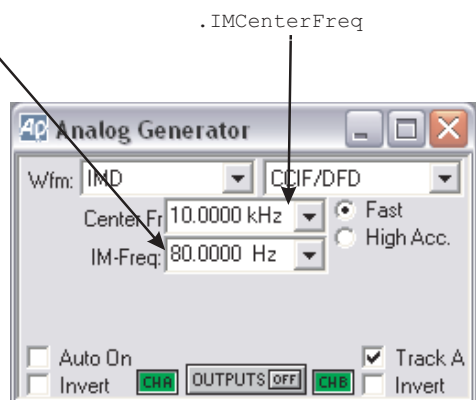 .IMCenterFreq
Analog Generator
Wfm: IMD CCIF/DFD
Center Fr 10.0000 kHz Fast
High Acc.
IM-Freq: 80.0000 Hz
Auto On Track A
Invert CHA OUTPUTS OFF CHB Invert